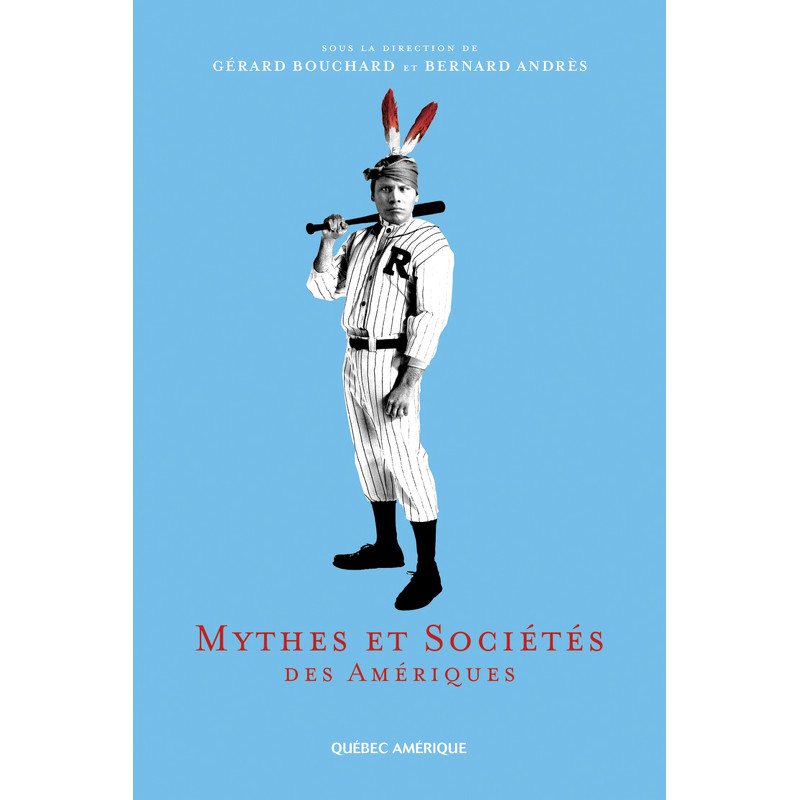 SOUS LA DIRECTION DE
GÉRARD BOUCHARD ET BERNARD ANDRÈS
R
MYTHES ET SOCIÉTÉS
DES AMÉRIQUES
QUÉBEC AMÉRIQUE